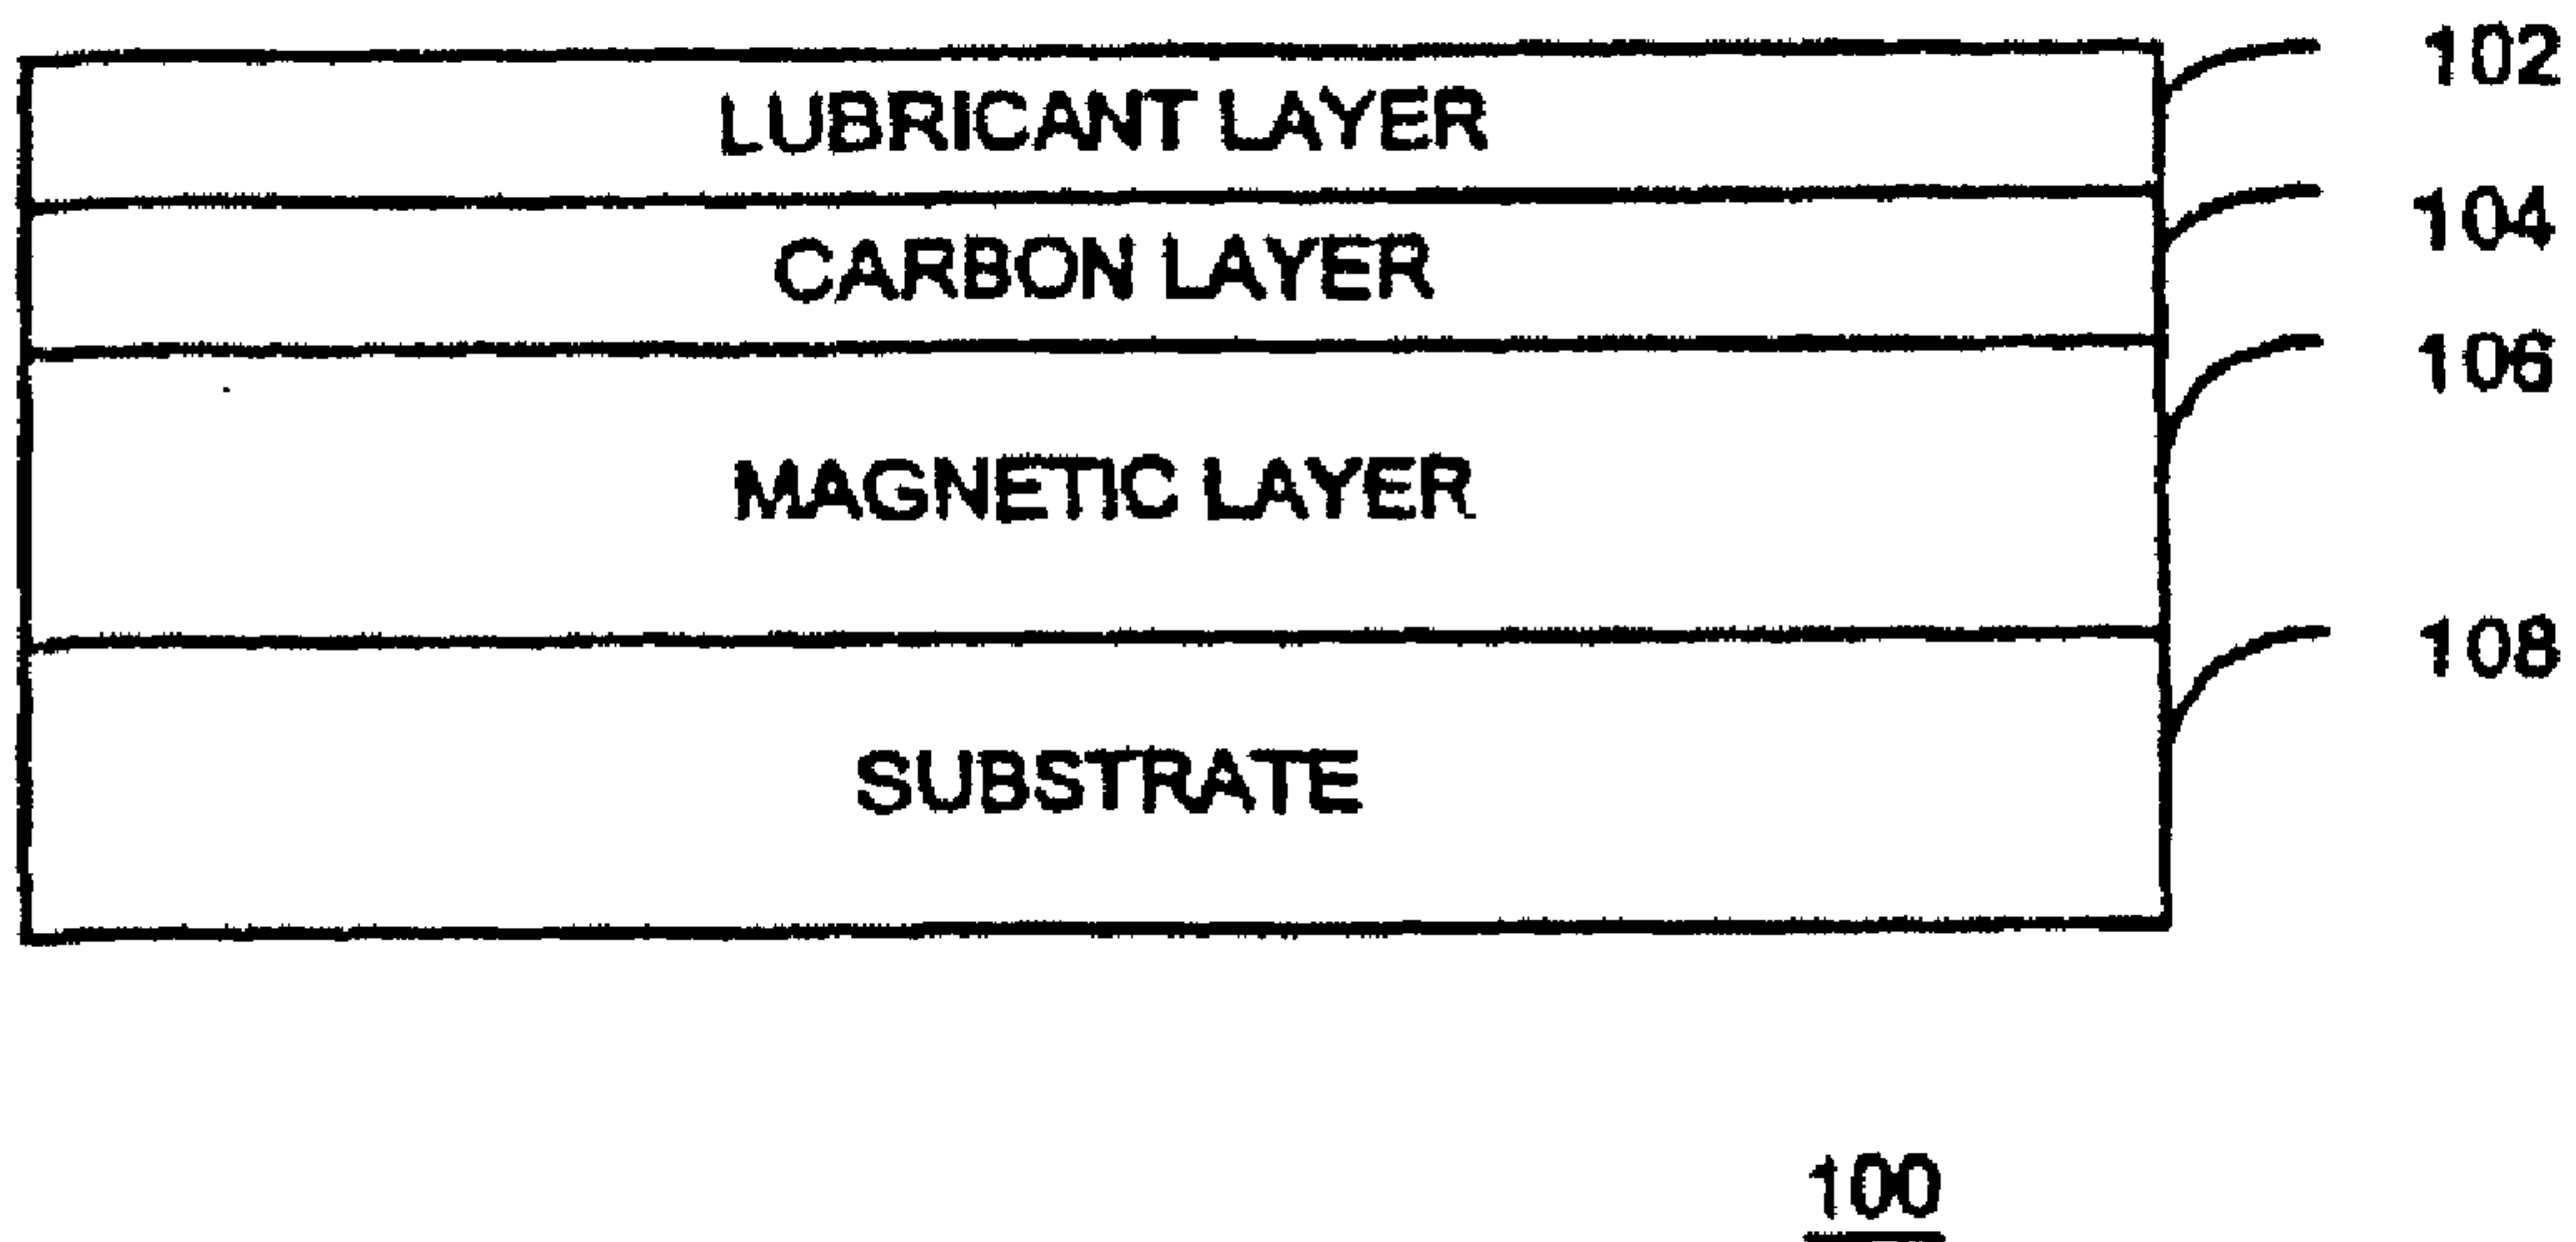 LUBRICANT LAYER 102
CARBON LAYER 104
MAGNETIC LAYER 106
SUBSTRATE 108
100